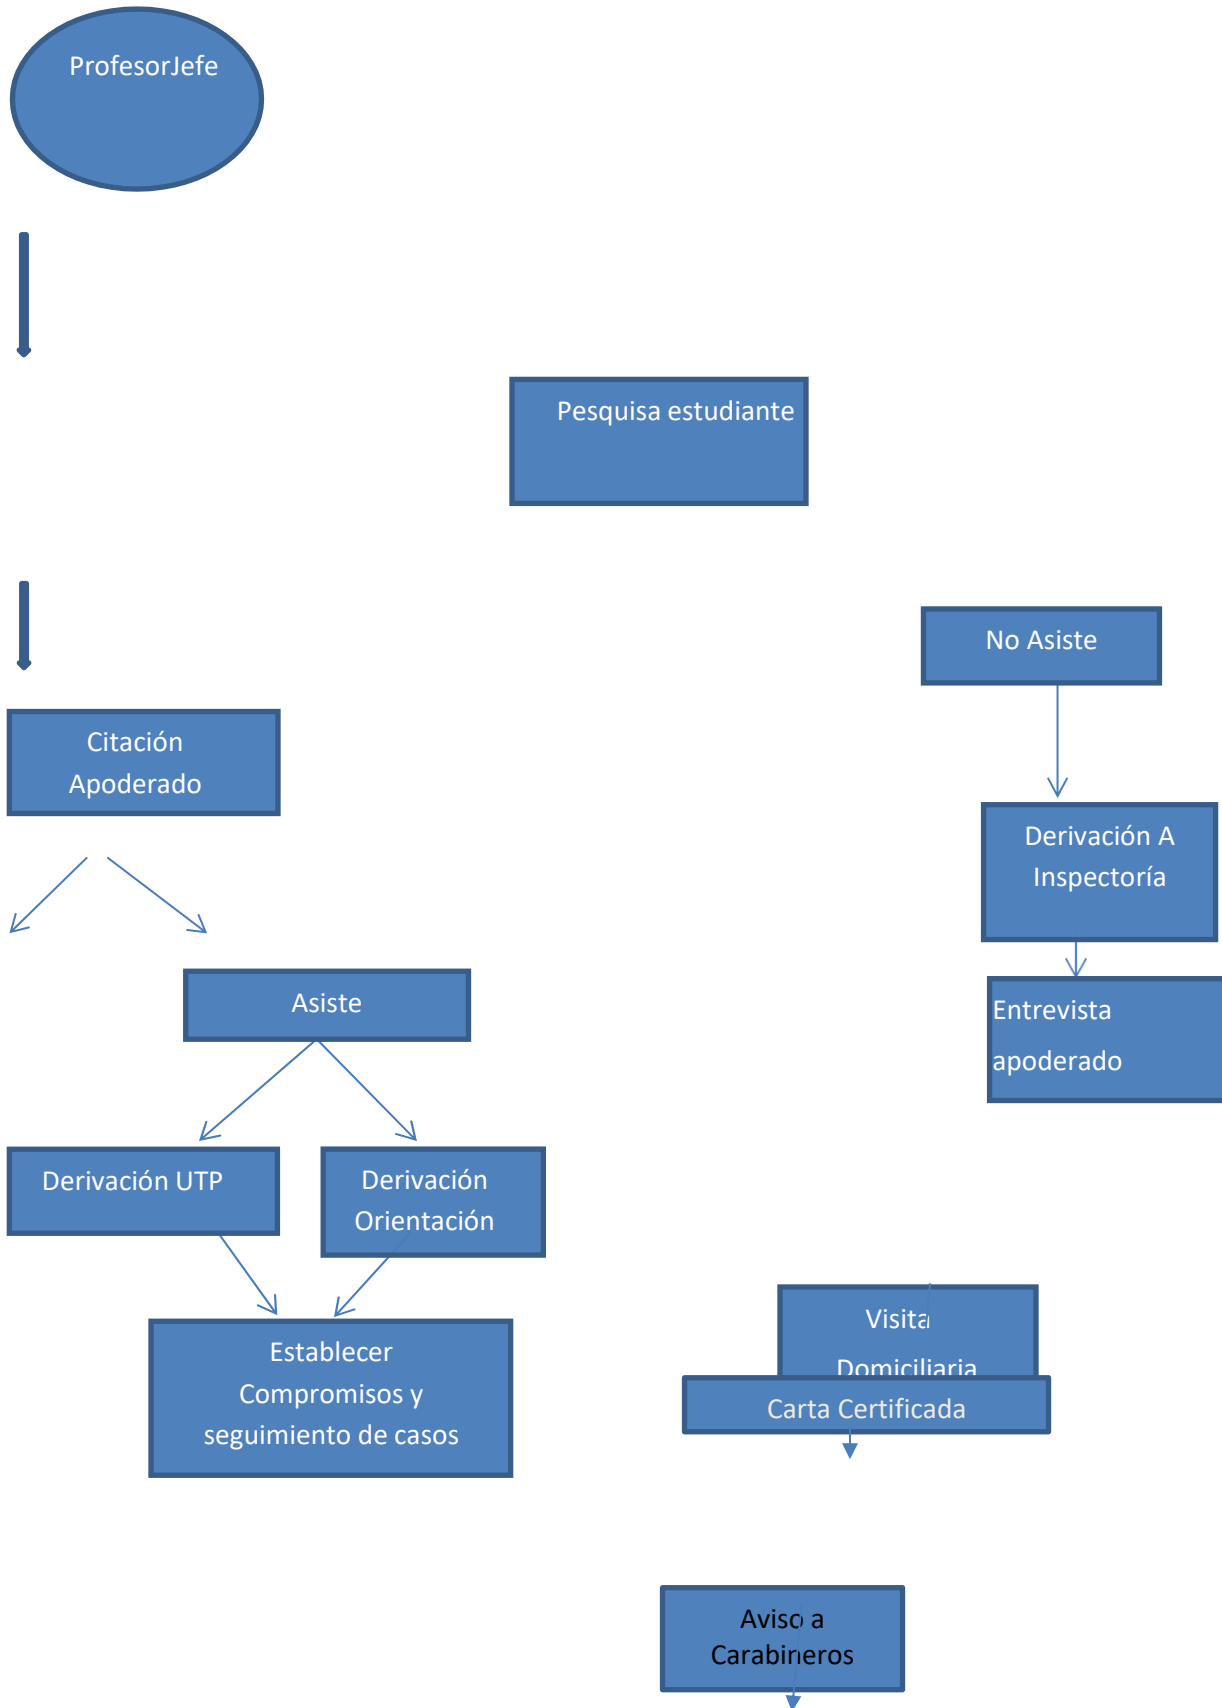 ProfesorJefe
Pesquisa estudiante
No Asiste
Citación
Apoderado
Derivación A
Inspectoría
Asiste
Entrevista
apoderado
Derivación UTP
Derivación
Orientación
Visita
Domiciliaria
Establecer
Compromisos y
seguimiento de casos
Carta Certificada
Aviso a
Carabineros